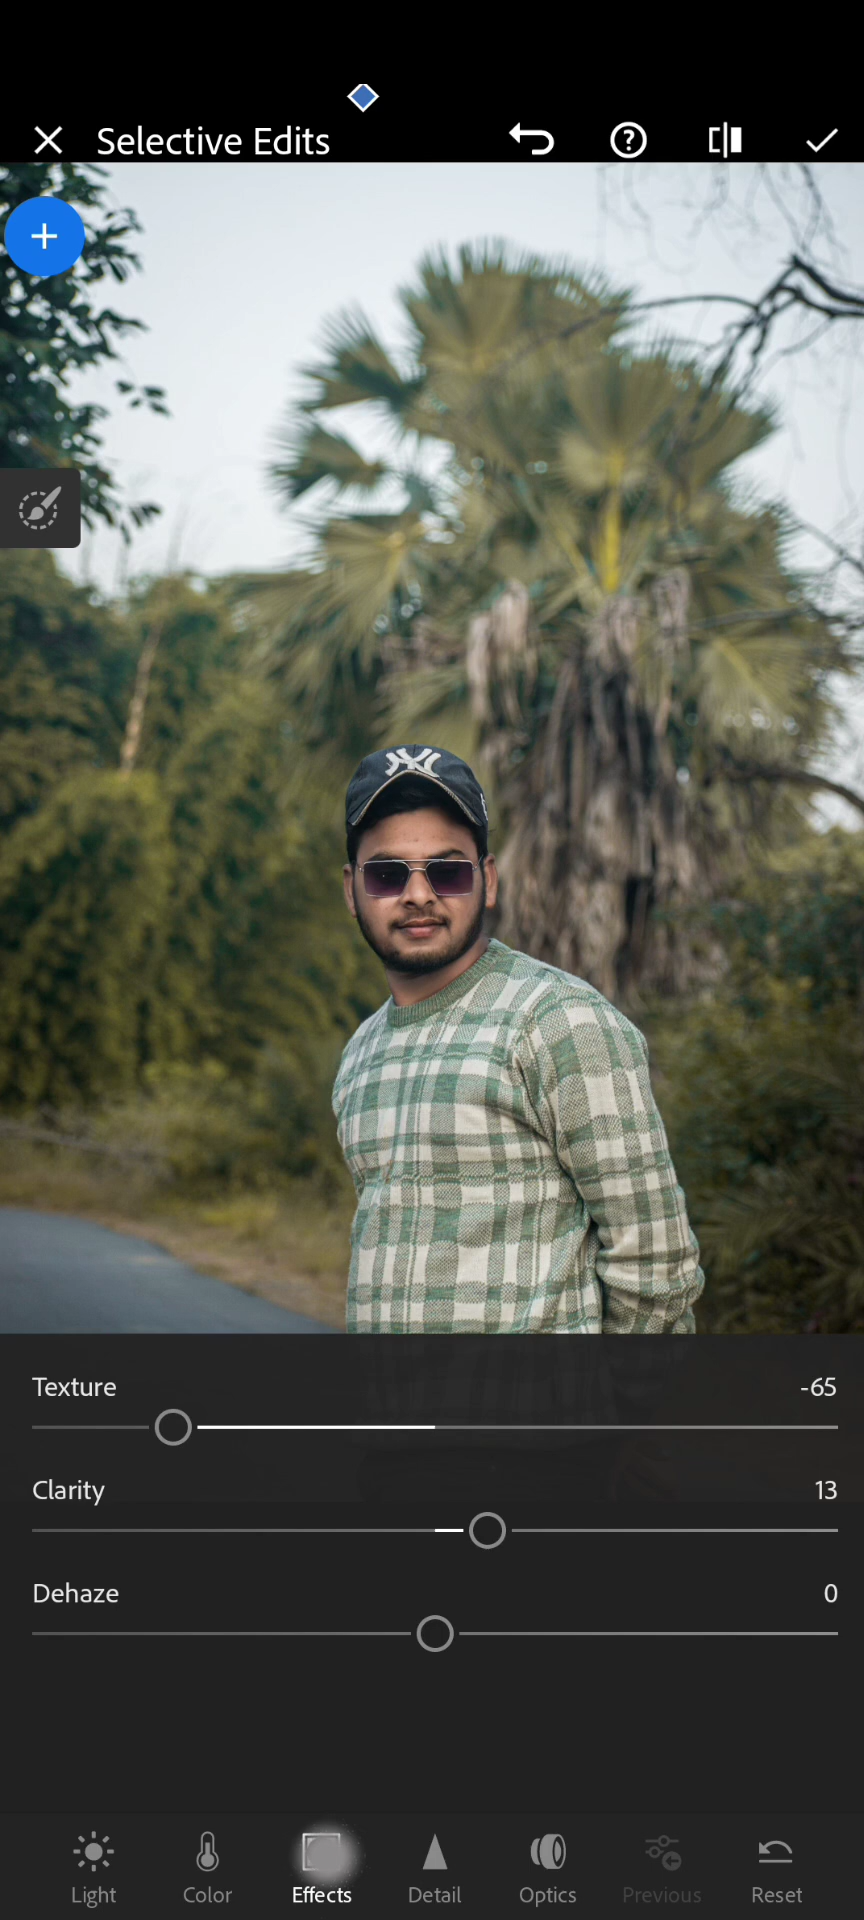 Selective Edits
NY
Texture -65
Clarity 13
Dehaze 0
Light Color Effects Detail Optics Previous Reset